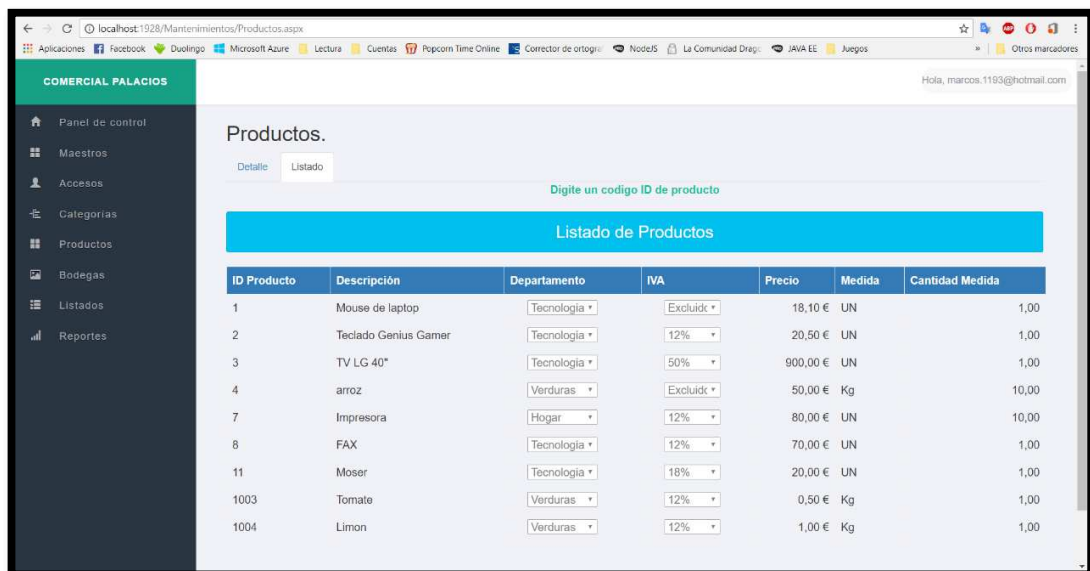 localhost:1928/Mantenimientos/Productos.aspx
Aplicaciones Facebook Duolingo Microsoft Azure Lectura Cuentas Popcorn Time Online Corrector de ortogra NodeJS La Comunidad Drag JAVA EE Juegos » Otros marcadores
COMERCIAL PALACIOS
Hola, marcos.1193@hotmail.com
Panel de control
Maestros
Accesos
Categorias
Productos
Bodegas
Listados
Reportes
Productos.
Detalle Listado
Digite un codigo ID de producto
Listado de Productos
ID Producto Descripción Departamento IVA Precio Medida Cantidad Medida
1 Mouse de laptop Tecnologia Excluido 18,10 € UN 1,00
2 Teclado Genius Gamer Tecnologia 12% 20,50 € UN 1,00
3 TV LG 40" Tecnologia 50% 900,00 € UN 1,00
4 arroz Verduras Excluido 50,00 € Kg 10,00
7 Impresora Hogar 12% 80,00 € UN 10,00
8 FAX Tecnologia 12% 70,00 € UN 1,00
11 Moser Tecnologia 18% 20,00 € UN 1,00
1003 Tomate Verduras 12% 0,50 € Kg 1,00
1004 Limon Verduras 12% 1,00 € Kg 1,00